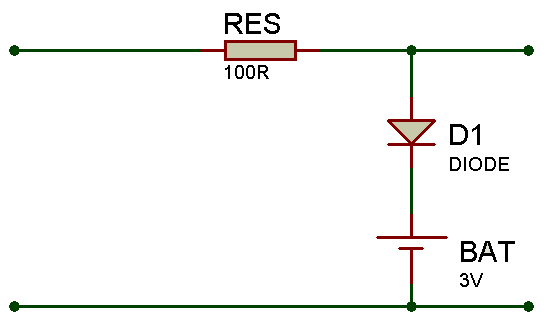 RES
100R
D1
DIODE
BAT
3V